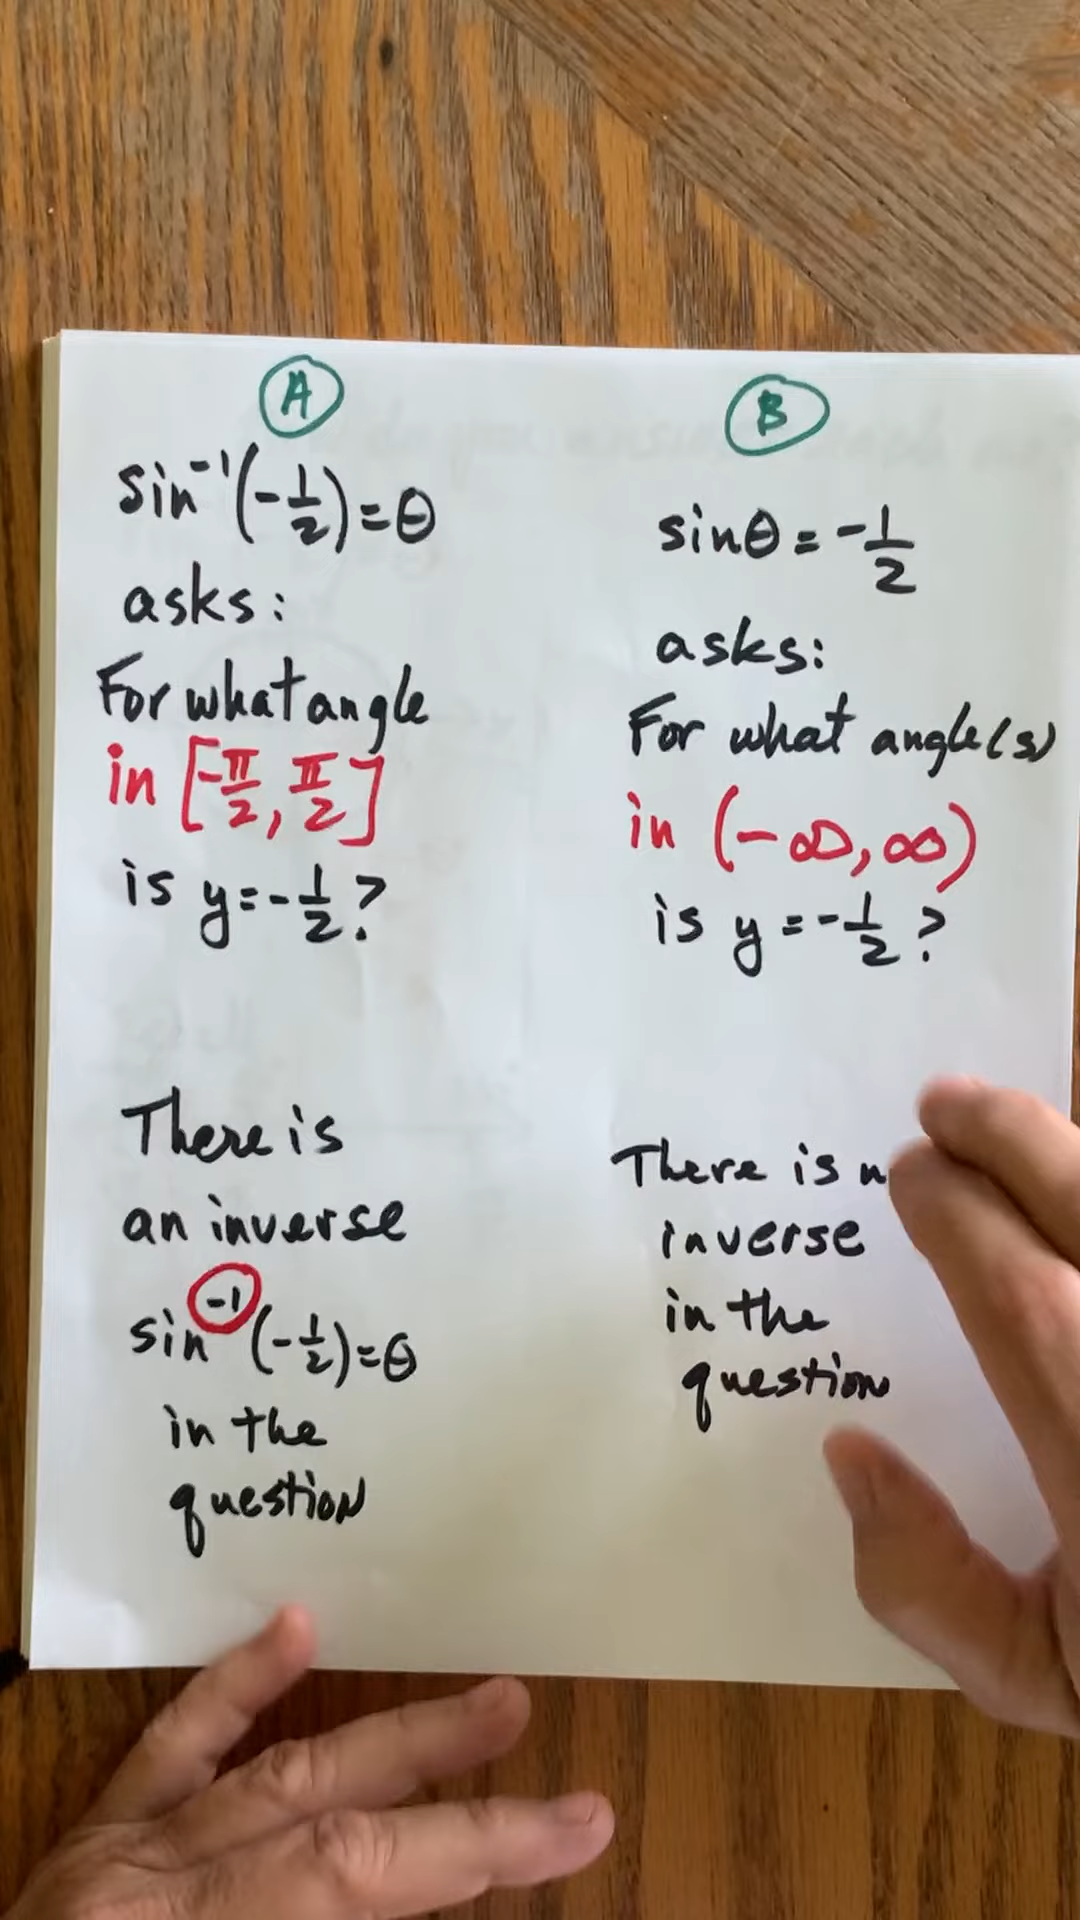 A
sin⁻¹(-1/2)=θ
asks:
For what angle
in [-π/2, π/2]
is y=-1/2?
There is
an inverse
sin⁻¹(-1/2)=θ
in the
question
B
sinθ=-1/2
asks:
For what angle(s)
in (-∞,∞)
is y=-1/2?
There is
inverse
in the
question